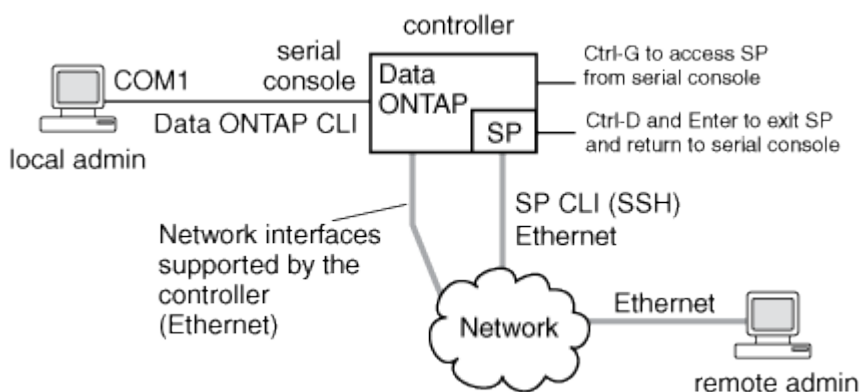 controller
serial
console
COM1
Data ONTAP CLI
local admin
Data
ONTAP
SP
Ctrl-G to access SP
from serial console
Ctrl-D and Enter to exit SP
and return to serial console
Network interfaces
supported by the
controller
(Ethernet)
SP CLI (SSH)
Ethernet
Network
Ethernet
remote admin